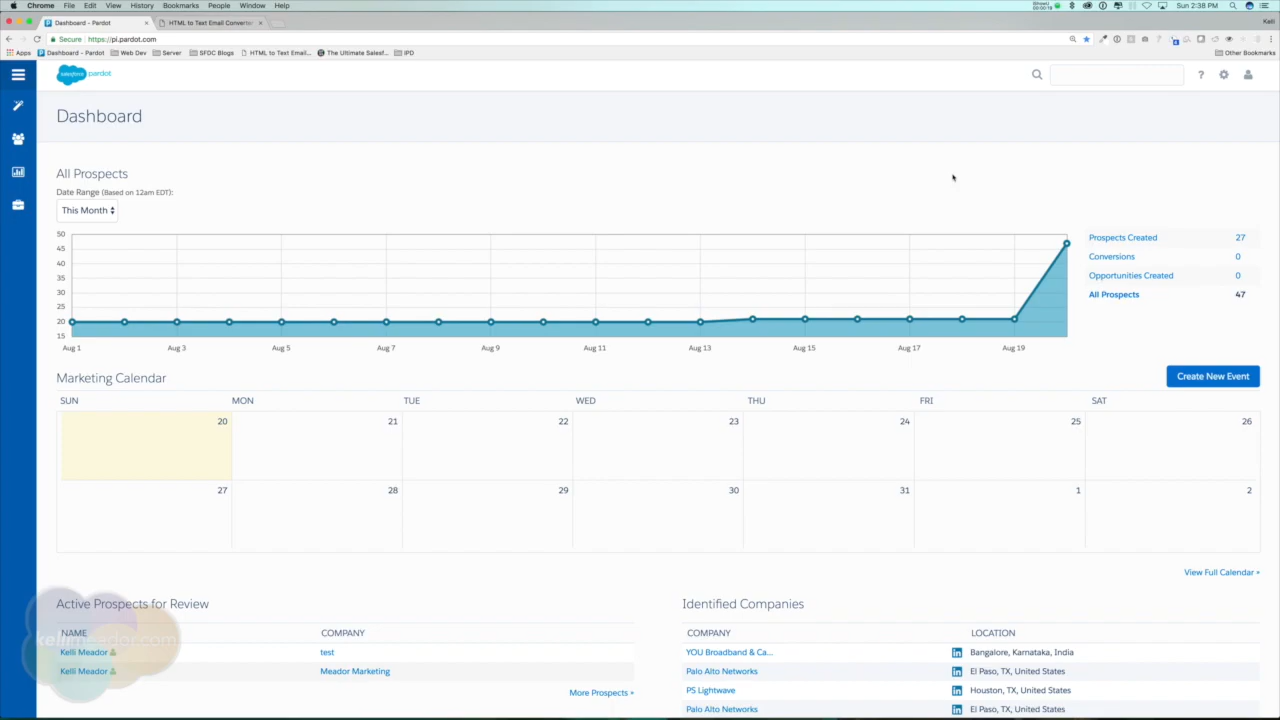 Chrome File Edit View History Bookmarks People Window Help Sun 2:38 PM
Dashboard - Pardot HTML to Text Email Converter Kelli
Secure https://pi.pardot.com
Apps Dashboard - Pardot Web Dev Server SFDC Blogs HTML to Text Email... The Ultimate Salesf... IPD Other Bookmarks
salesforce pardot ?
Dashboard
All Prospects
Date Range (Based on 12am EDT):
This Month
50
45
40
35
30
25
20
15
Aug 1 Aug 3 Aug 5 Aug 7 Aug 9 Aug 11 Aug 13 Aug 15 Aug 17 Aug 19
Prospects Created 27
Conversions 0
Opportunities Created 0
All Prospects 47
Marketing Calendar Create New Event
SUN MON TUE WED THU FRI SAT
20 21 22 23 24 25 26
27 28 29 30 31 1 2
View Full Calendar »
Active Prospects for Review
NAME COMPANY
Kelli Meador test
Kelli Meador Meador Marketing
More Prospects »
Identified Companies
COMPANY LOCATION
YOU Broadband & Ca... in Bangalore, Karnataka, India
Palo Alto Networks in El Paso, TX, United States
PS Lightwave in Houston, TX, United States
Palo Alto Networks in El Paso, TX, United States
kellimeador.com